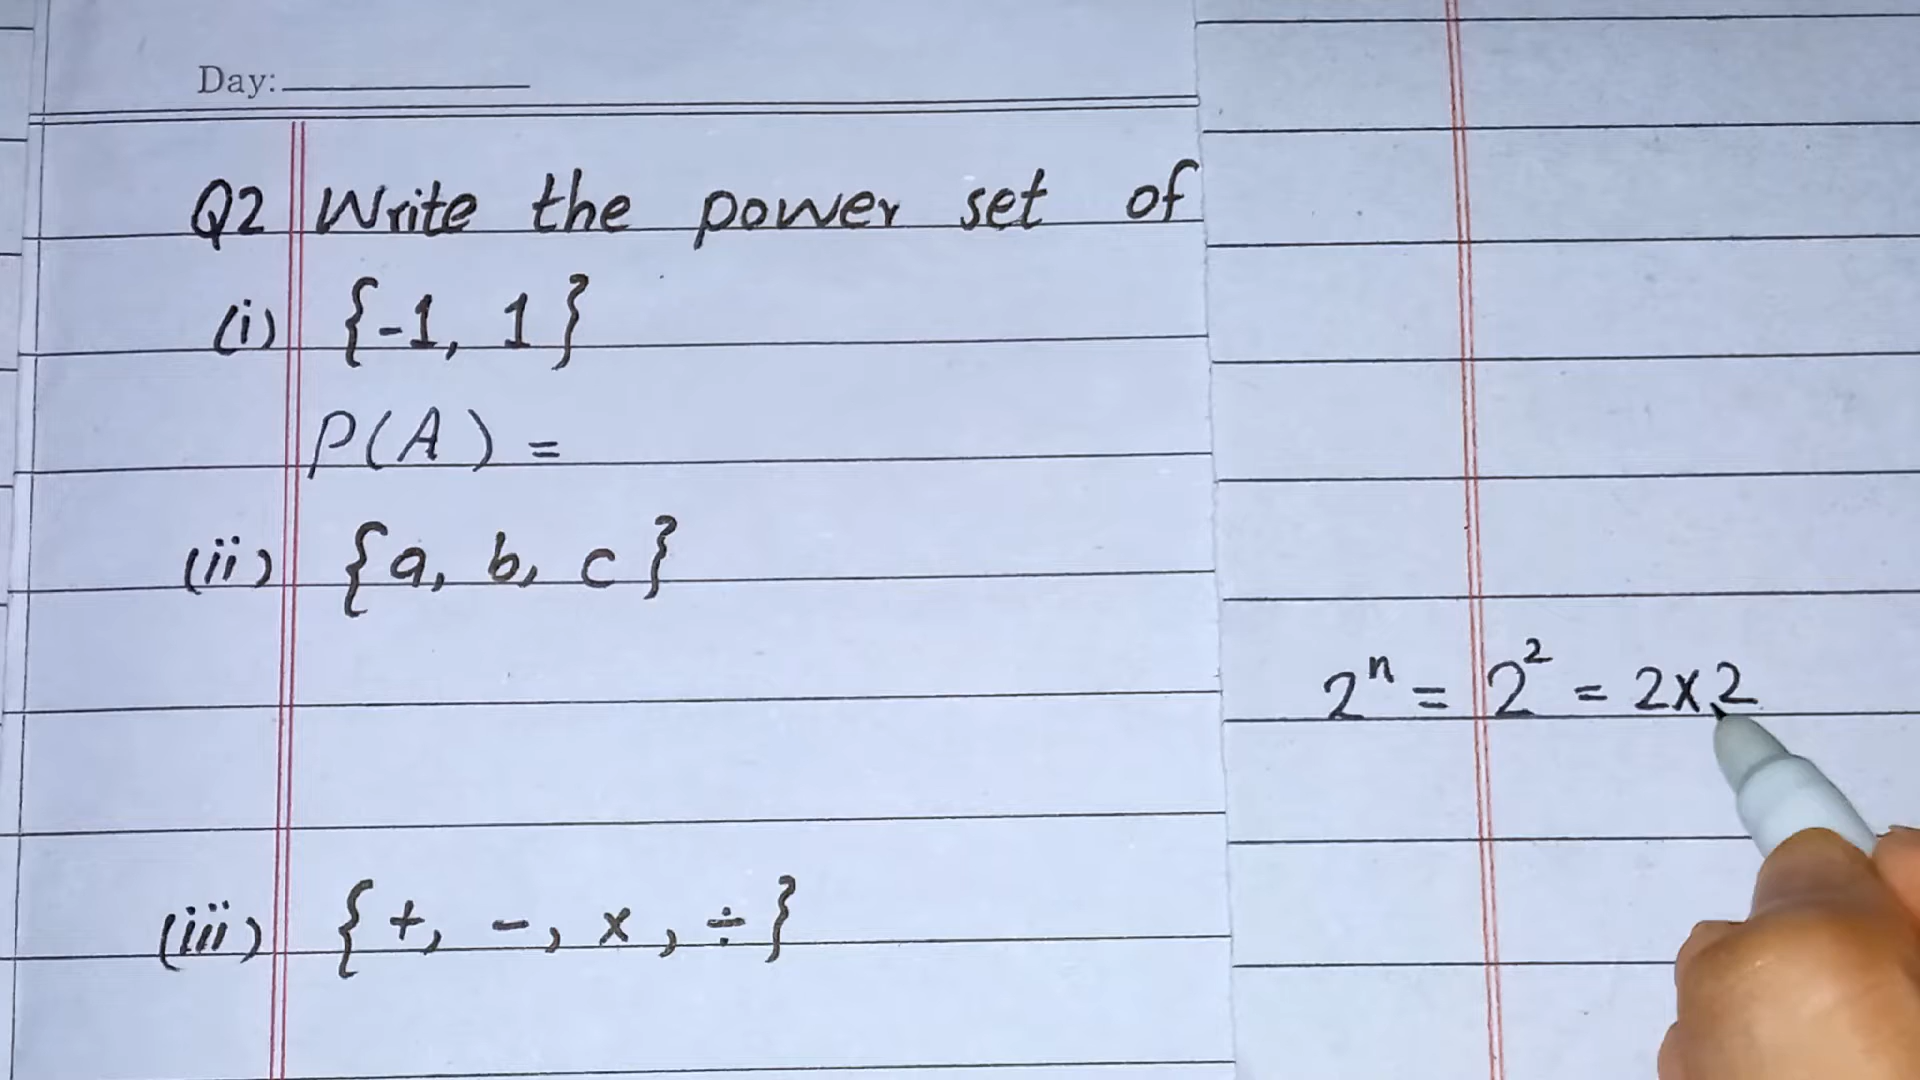 Day:
Q2 Write the power set of
(i) {-1, 1}
P(A) =
(ii) {a, b, c}
2ⁿ = 2² = 2x2
(iii) {+, -, x, ÷}